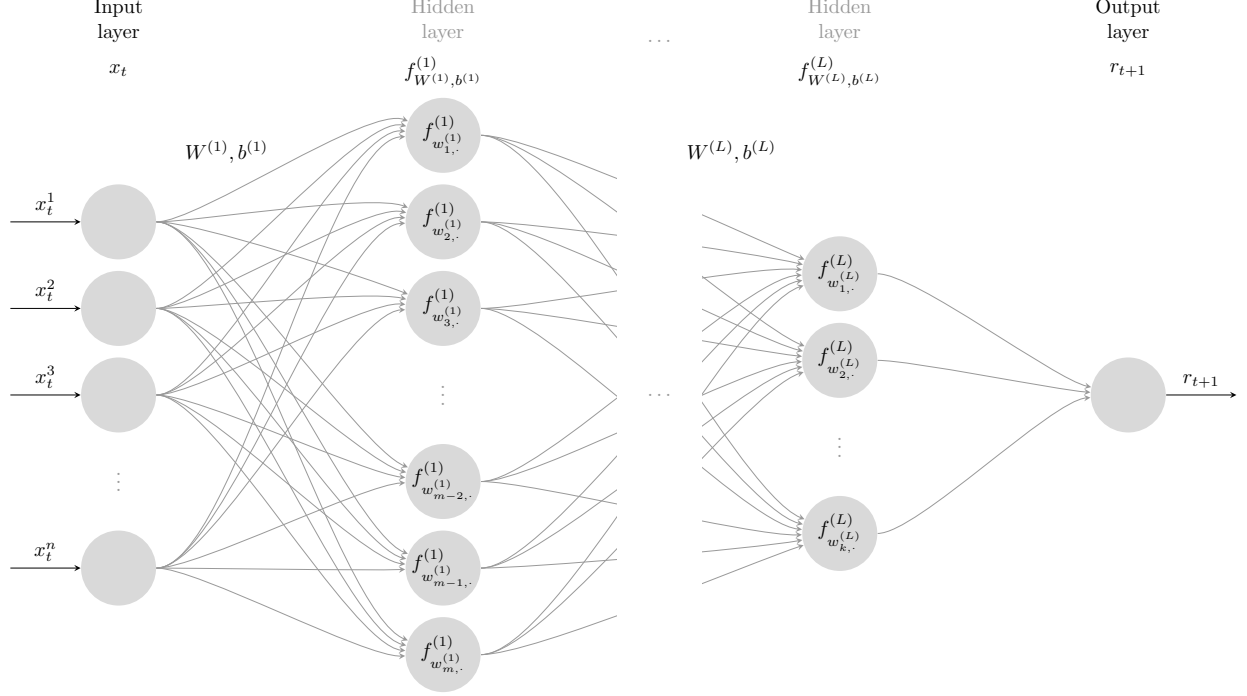 Input layer
Hidden layer
Hidden layer
Output layer
…
x_t
f^{(1)}_{W^{(1)},b^{(1)}}
f^{(L)}_{W^{(L)},b^{(L)}}
r_{t+1}
W^{(1)}, b^{(1)}
W^{(L)}, b^{(L)}
x_t^1
x_t^2
x_t^3
⋮
x_t^n
f^{(1)}_{w^{(1)}_{1,·}}
f^{(1)}_{w^{(1)}_{2,·}}
f^{(1)}_{w^{(1)}_{3,·}}
⋮
f^{(1)}_{w^{(1)}_{m−2,·}}
f^{(1)}_{w^{(1)}_{m−1,·}}
f^{(1)}_{w^{(1)}_{m,·}}
…
f^{(L)}_{w^{(L)}_{1,·}}
f^{(L)}_{w^{(L)}_{2,·}}
⋮
f^{(L)}_{w^{(L)}_{k,·}}
r_{t+1}